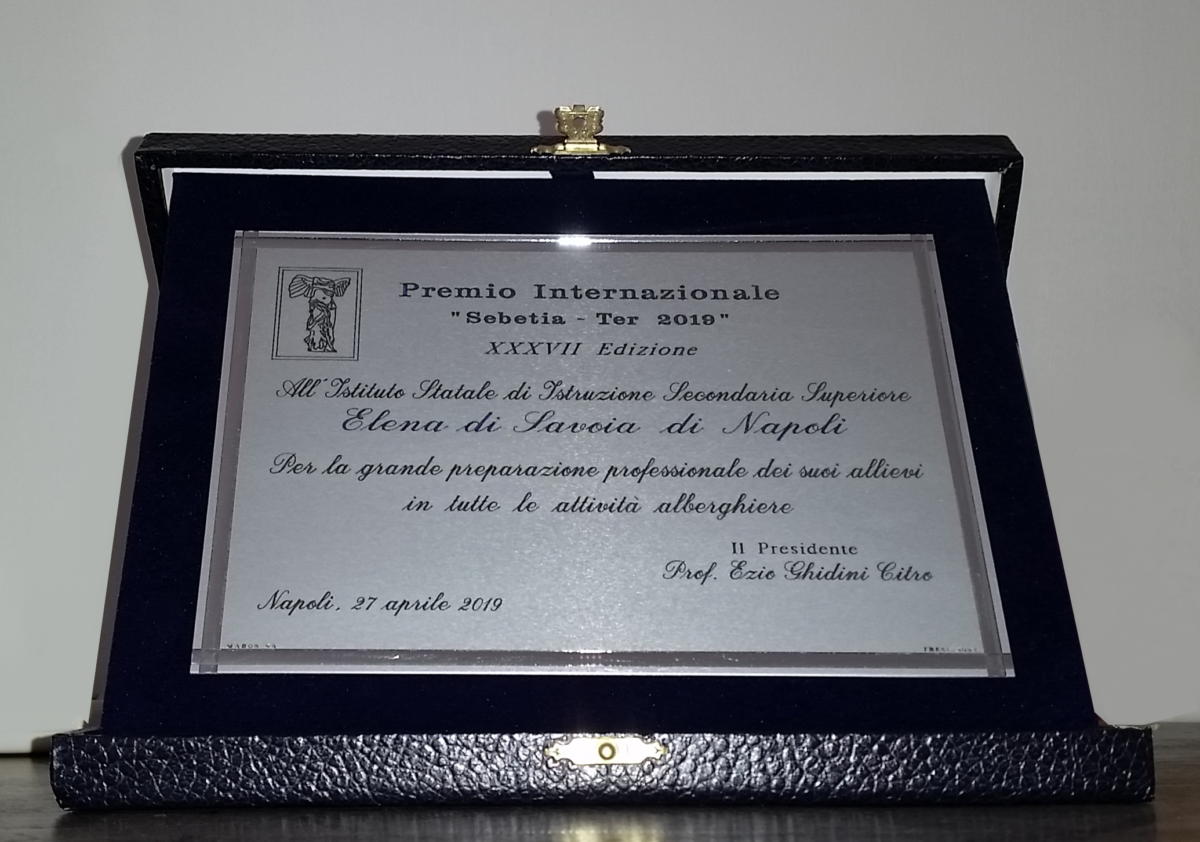 Premio Internazionale
"Sebetia - Ter 2019"
XXXVII Edizione
All'Istituto Statale di Istruzione Secondaria Superiore
Elena di Savoia di Napoli
Per la grande preparazione professionale dei suoi allievi
in tutte le attività alberghiere
Il Presidente
Prof. Ezio Ghidini Citro
Napoli, 27 aprile 2019